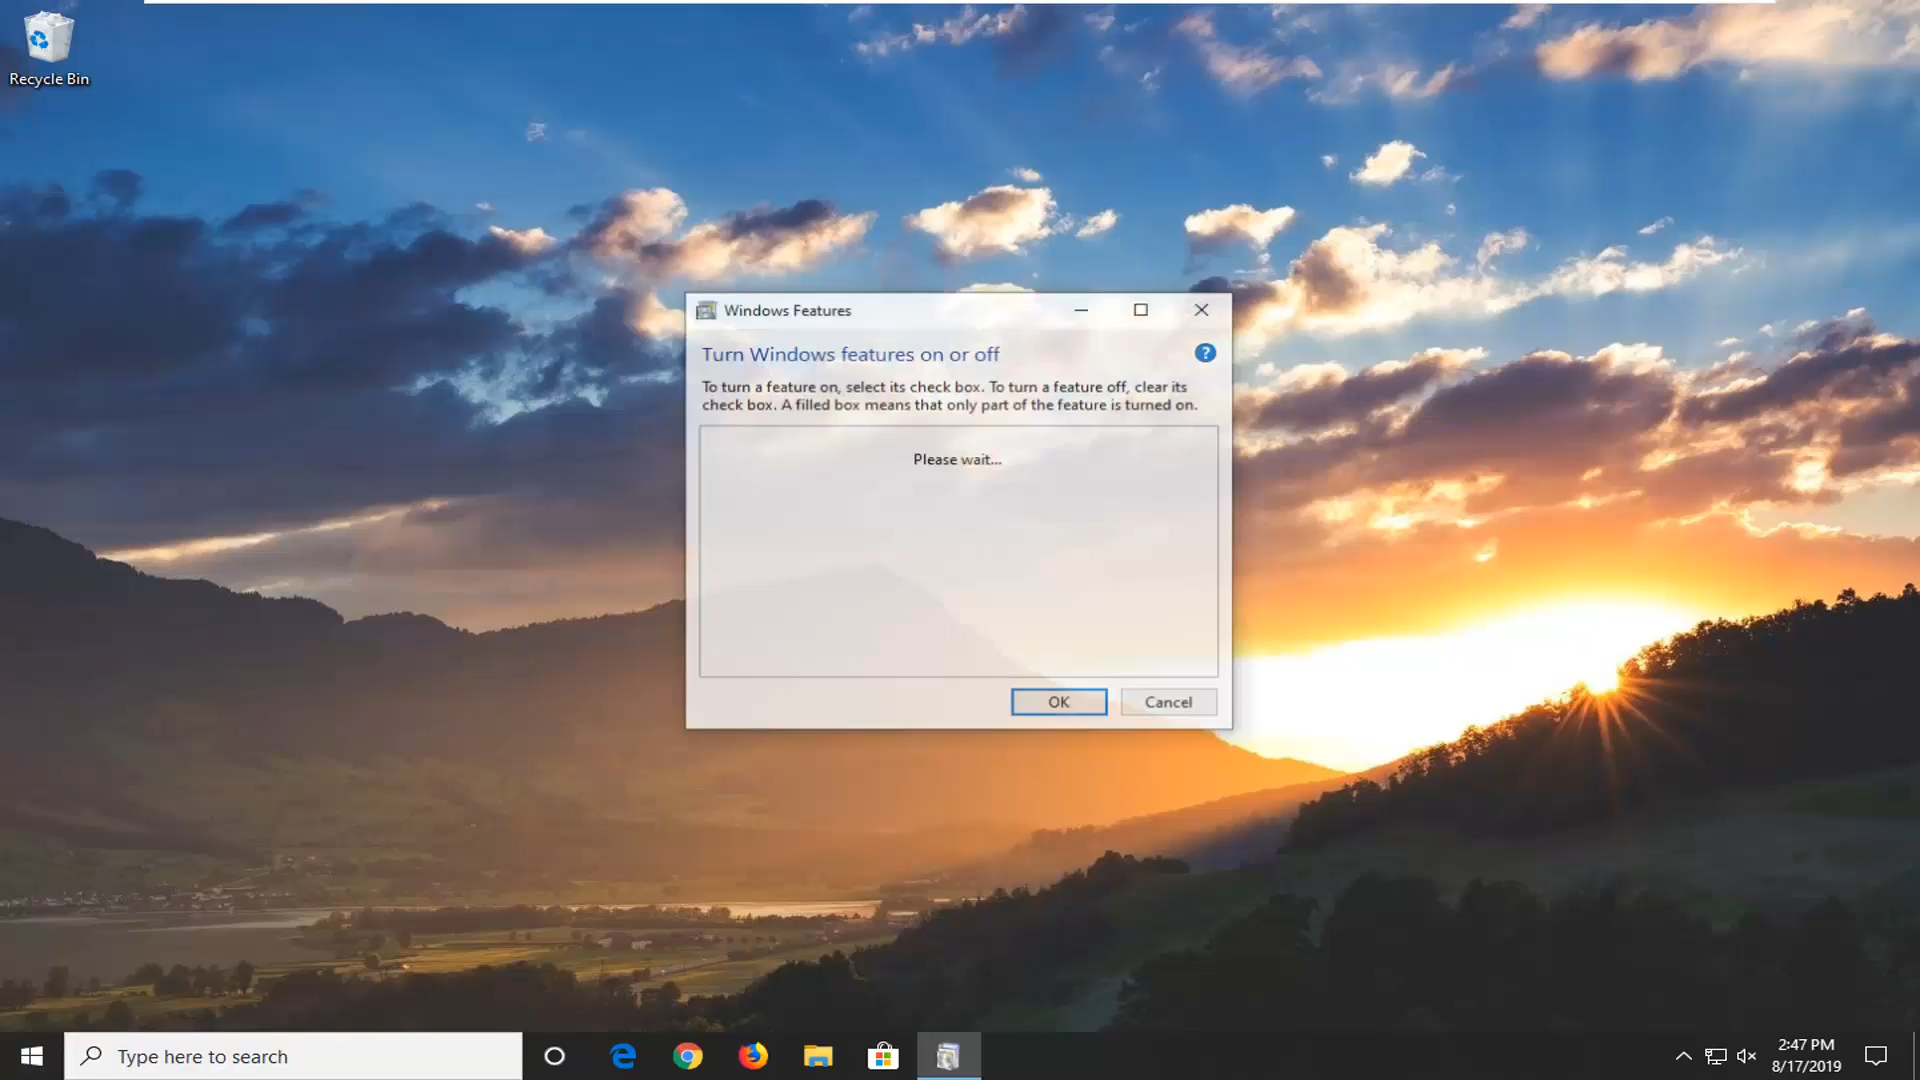 Recycle Bin
Windows Features
Turn Windows features on or off
To turn a feature on, select its check box. To turn a feature off, clear its
check box. A filled box means that only part of the feature is turned on.
Please wait...
OK
Cancel
Type here to search
2:47 PM
8/17/2019